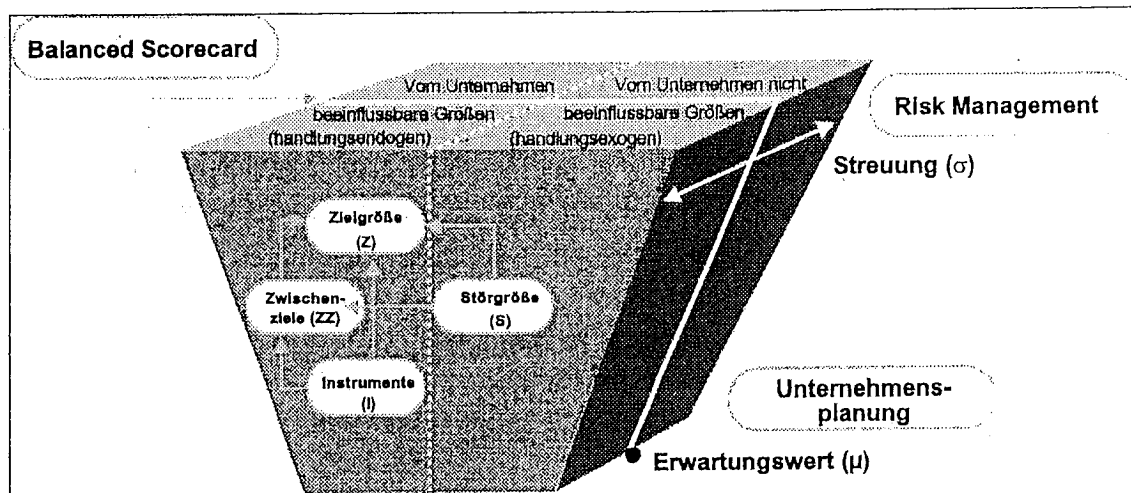 Balanced Scorecard
Vom Unternehmen
beeinflussbare Größen
(handlungsendogen)
Vom Unternehmen nicht
beeinflussbare Größen
(handlungsexogen)
Risk Management
Streuung (σ)
Zielgröße
(Z)
Zwischen-
ziele (ZZ)
Störgröße
(S)
Instrumente
(I)
Unternehmens-
planung
Erwartungswert (μ)